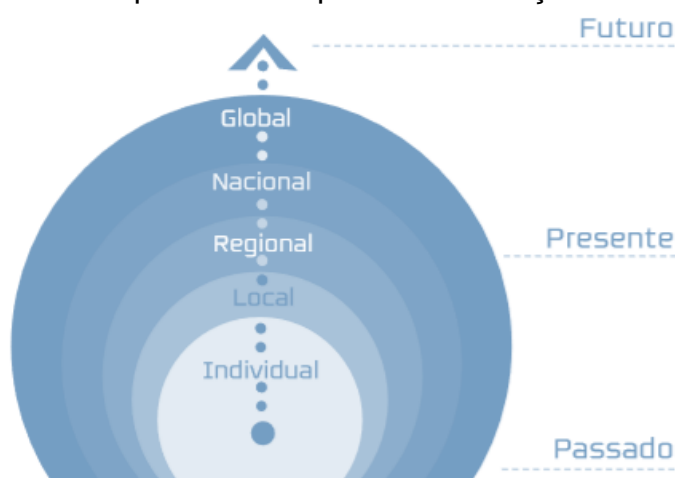 Futuro
Global
Nacional
Regional
Presente
Local
Individual
Passado